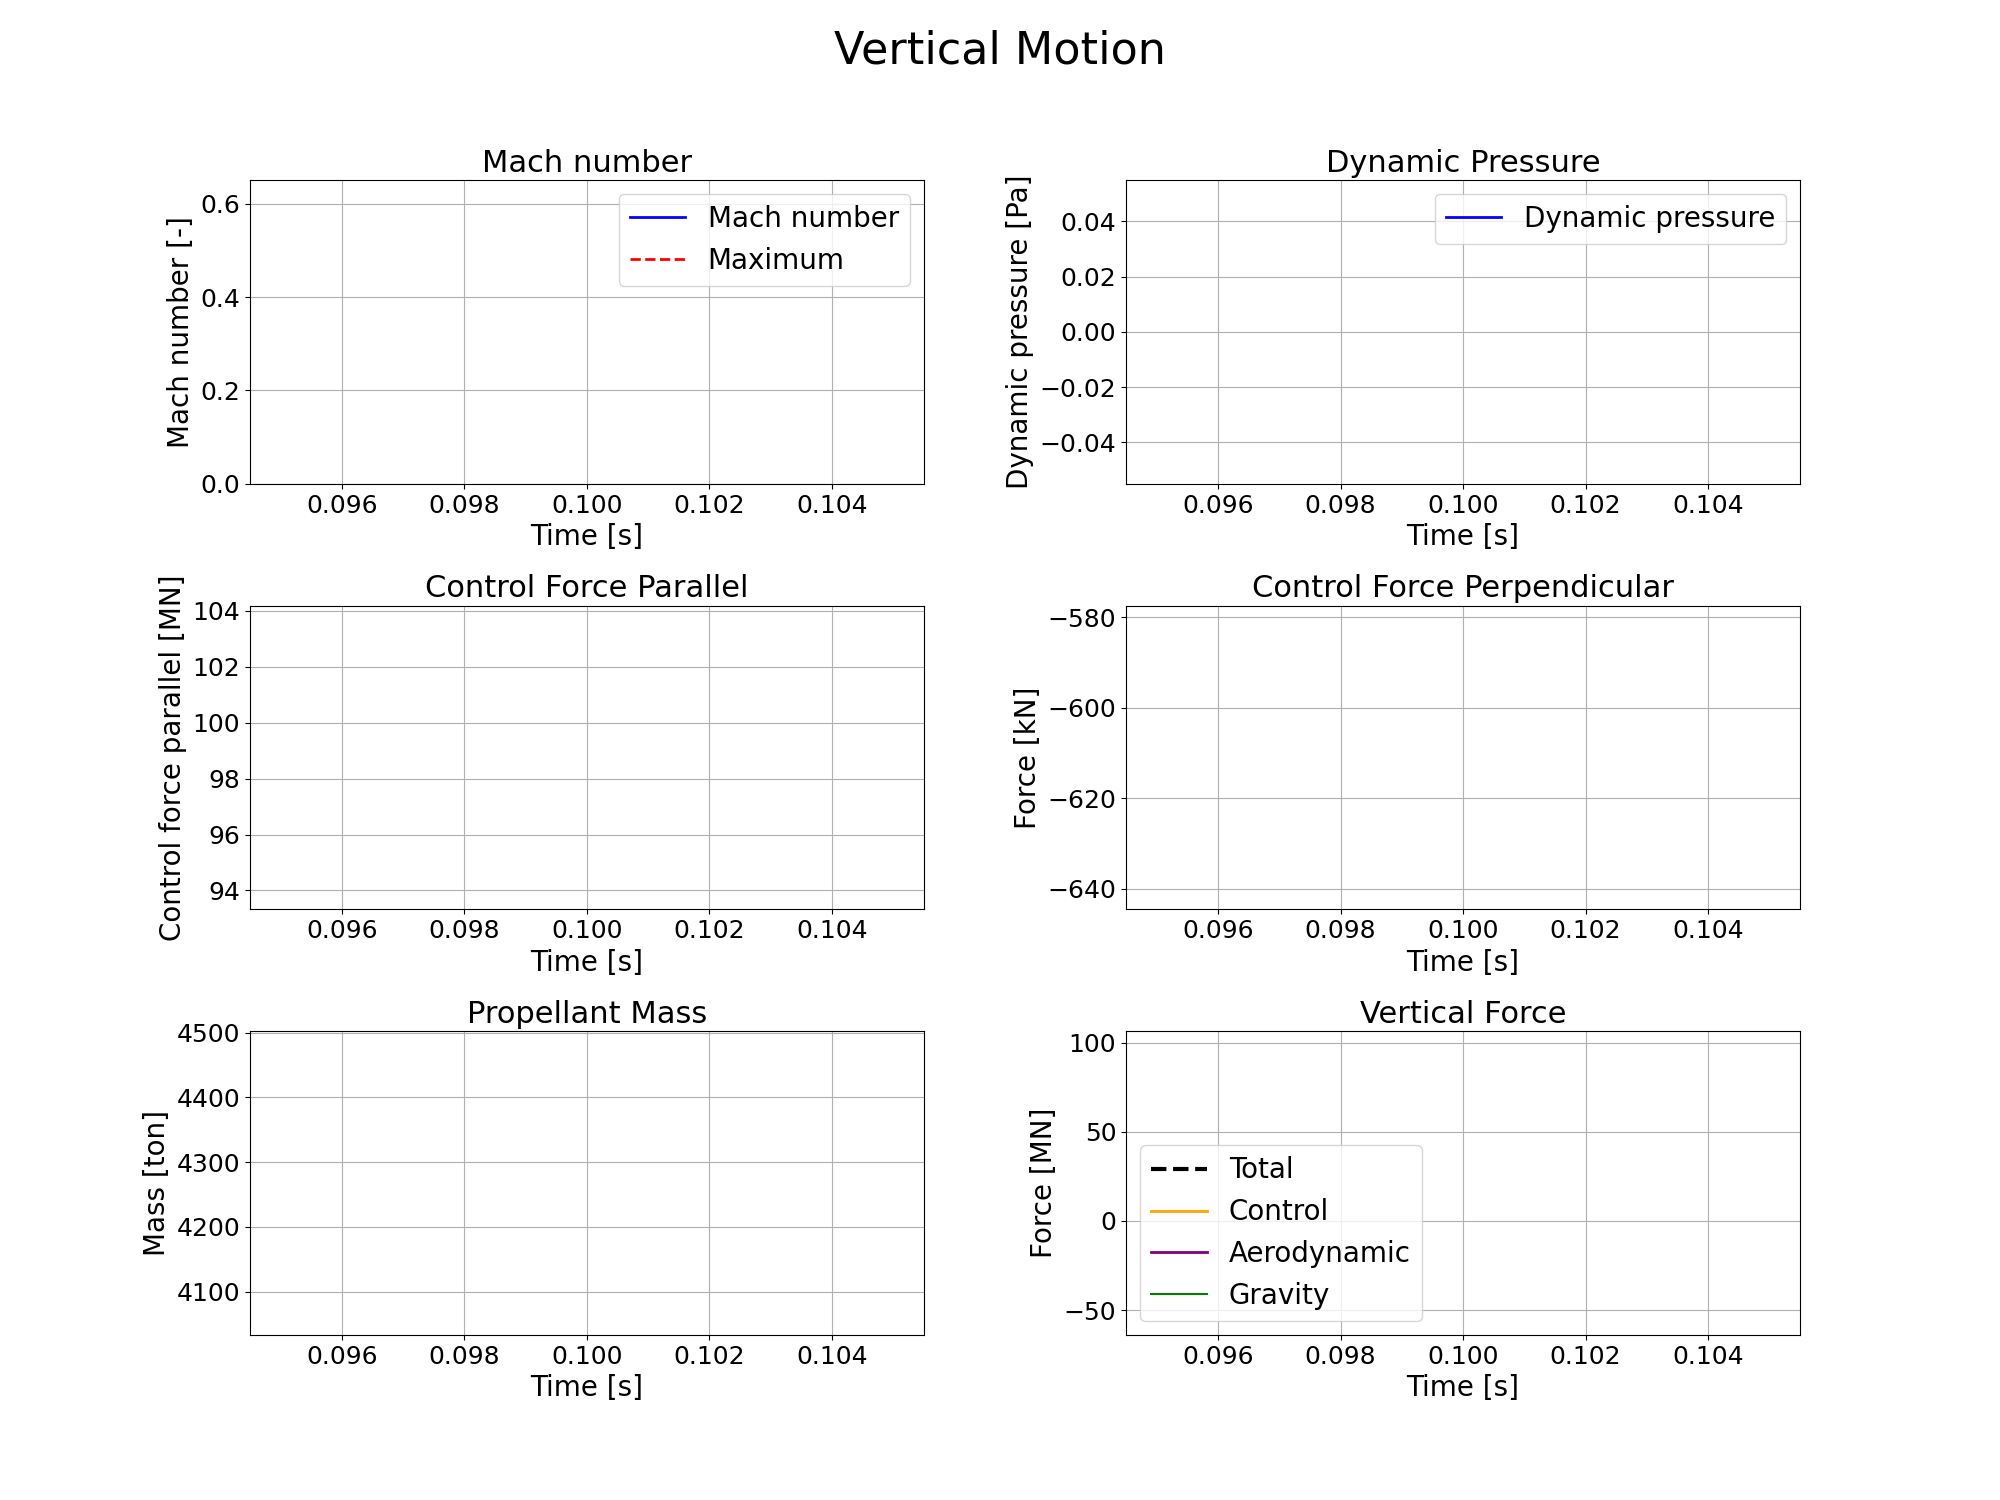 Vertical Motion
Mach number
Mach number [-]
0.6
0.4
0.2
0.0
Mach number
Maximum
0.096 0.098 0.100 0.102 0.104
Time [s]
Dynamic Pressure
Dynamic pressure [Pa]
0.04
0.02
0.00
−0.02
−0.04
Dynamic pressure
0.096 0.098 0.100 0.102 0.104
Time [s]
Control Force Parallel
Control force parallel [MN]
104
102
100
98
96
94
0.096 0.098 0.100 0.102 0.104
Time [s]
Control Force Perpendicular
Force [kN]
−580
−600
−620
−640
0.096 0.098 0.100 0.102 0.104
Time [s]
Propellant Mass
Mass [ton]
4500
4400
4300
4200
4100
0.096 0.098 0.100 0.102 0.104
Time [s]
Vertical Force
Force [MN]
100
50
0
−50
Total
Control
Aerodynamic
Gravity
0.096 0.098 0.100 0.102 0.104
Time [s]